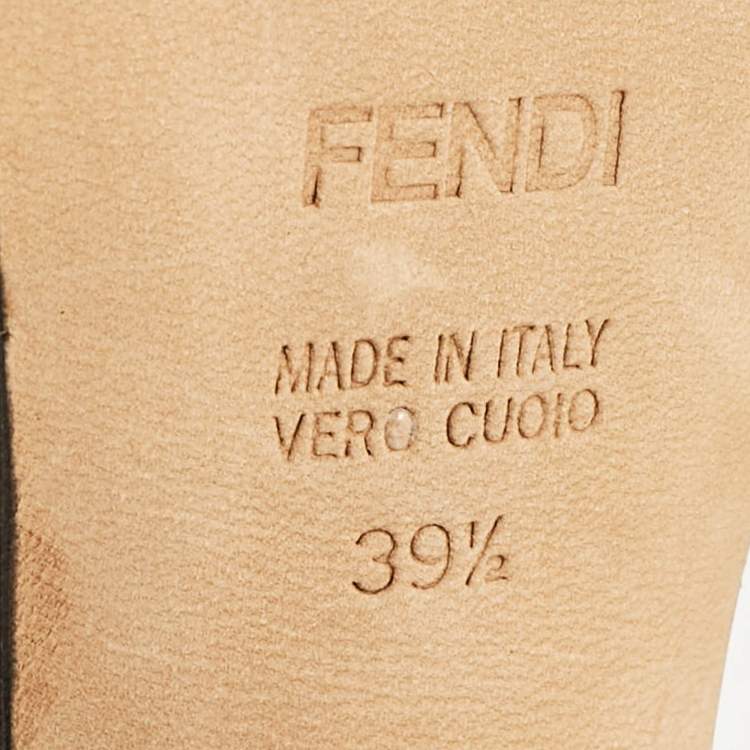 FENDI
MADE IN ITALY
VERO CUOIO
39½